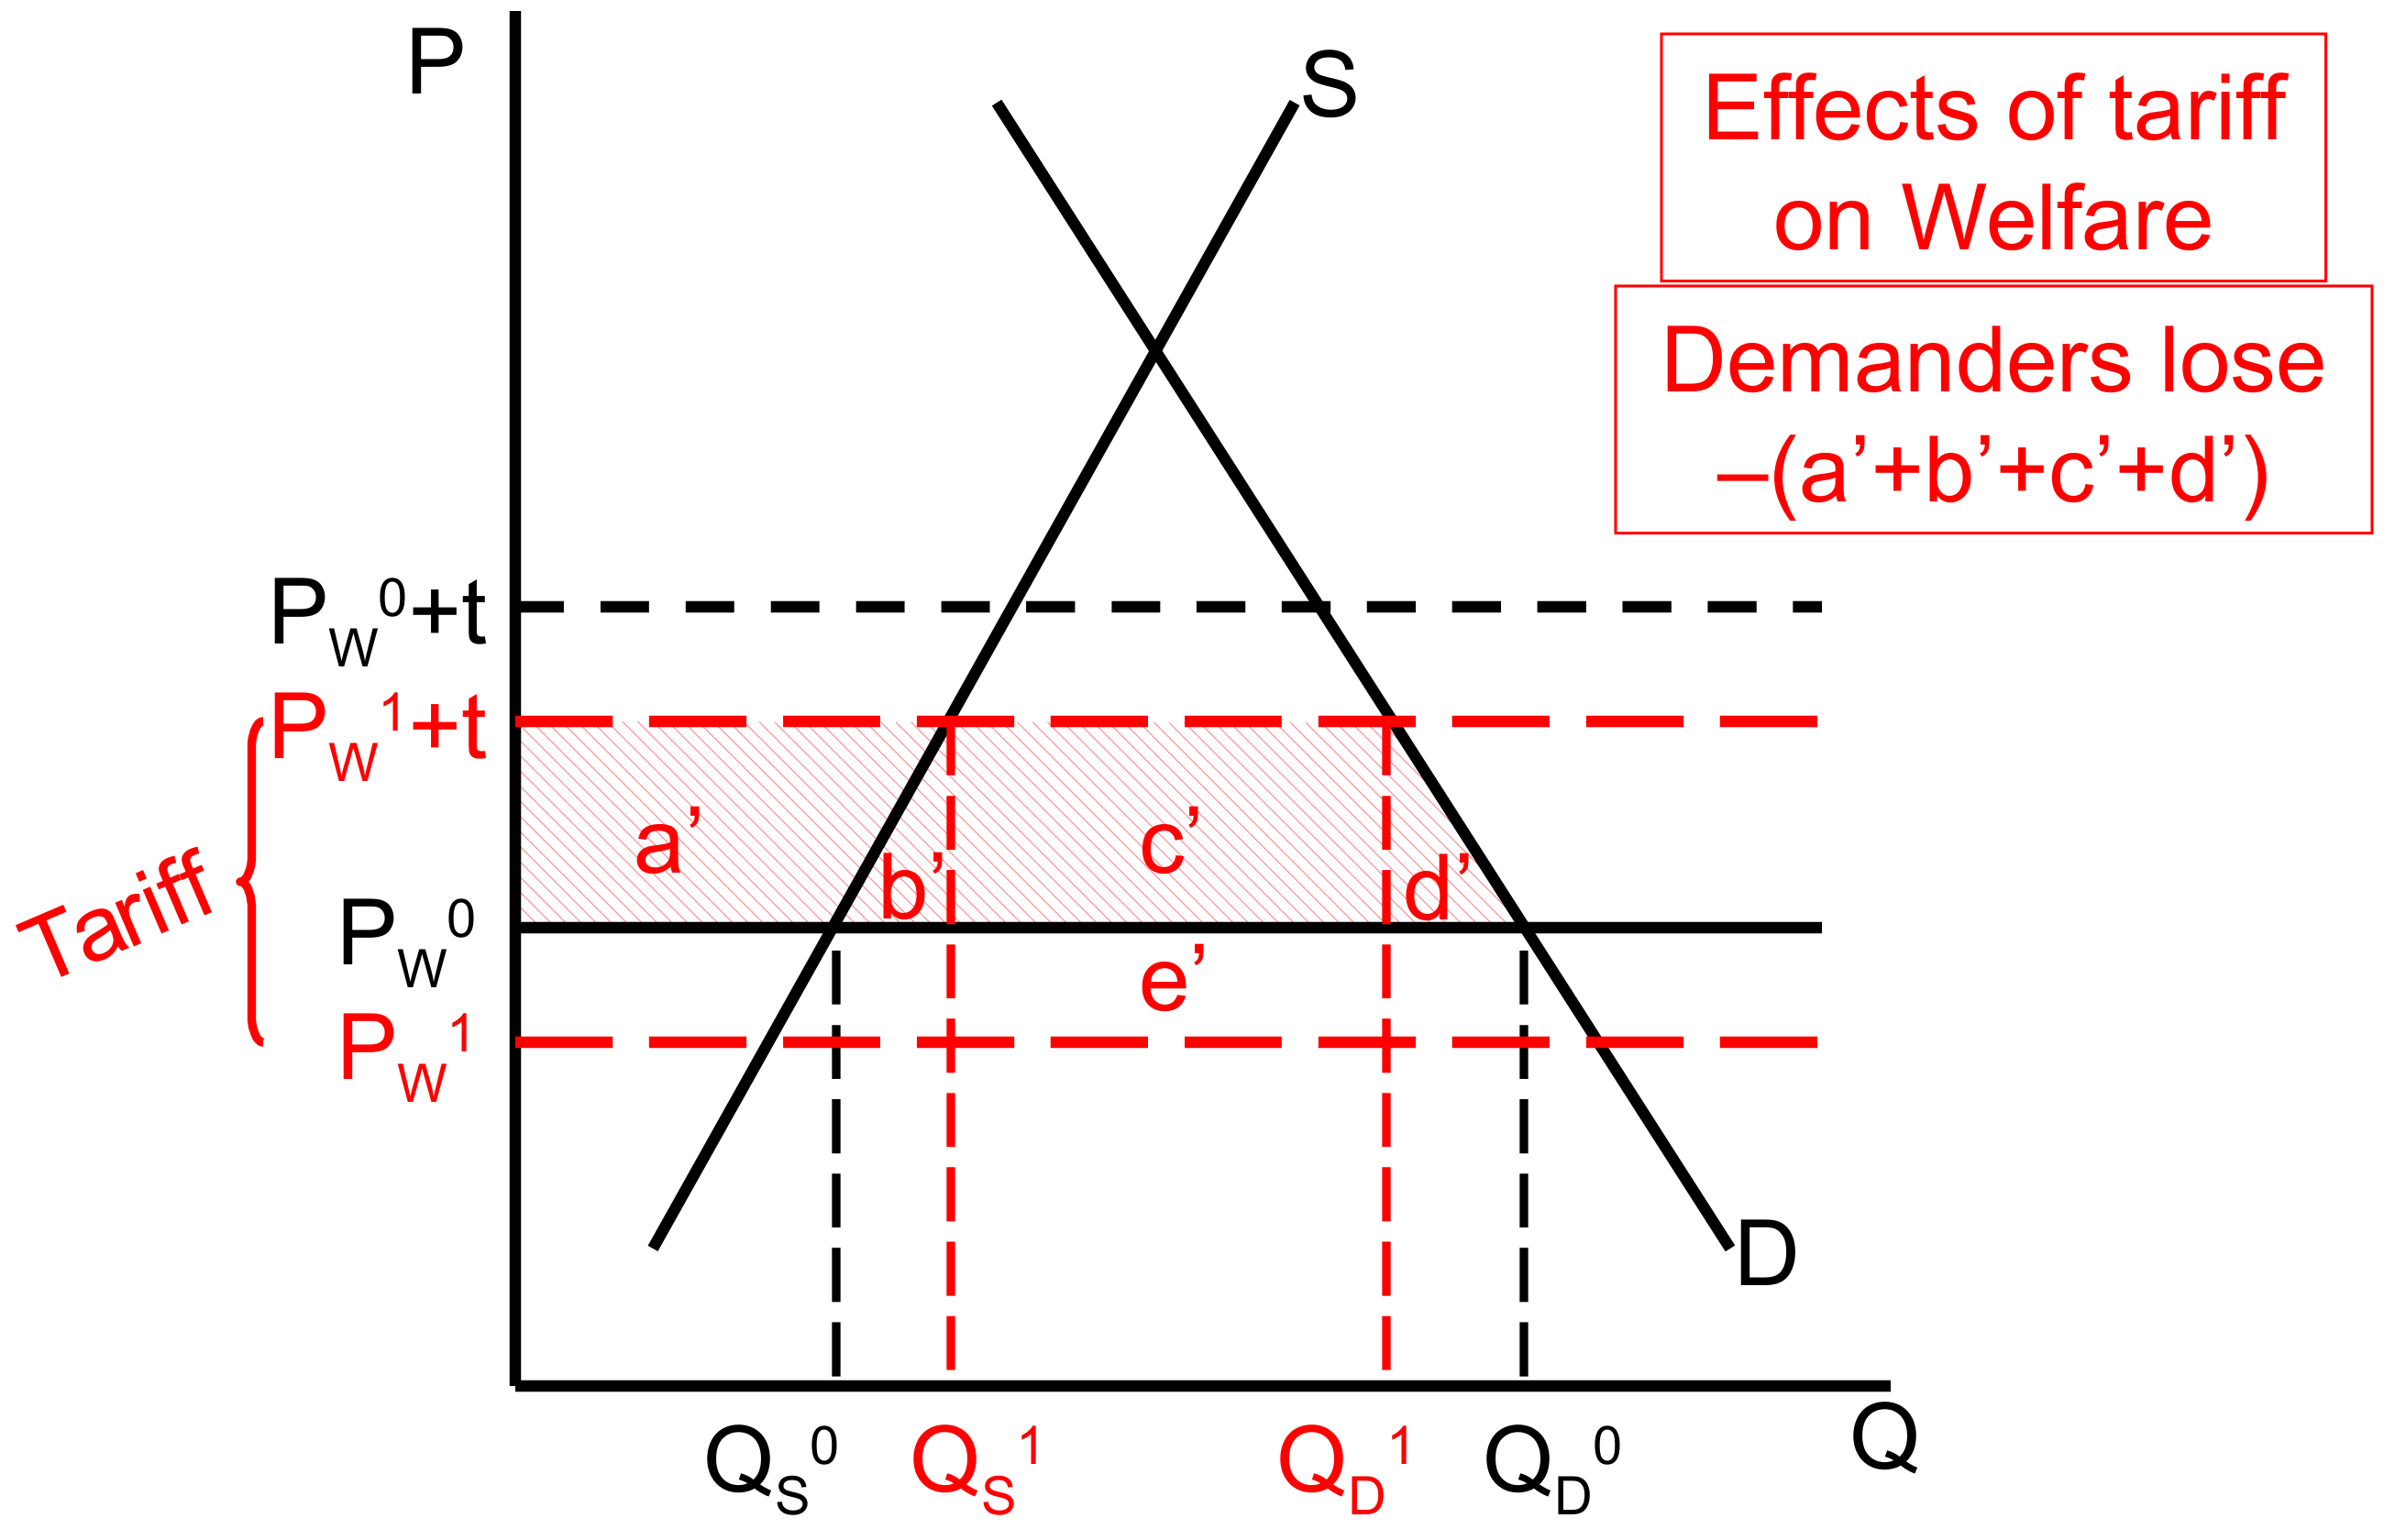 P
S
Effects of tariff
on Welfare
Demanders lose
–(a’+b’+c’+d’)
P_W^0+t
P_W^1+t
Tariff
a’
b’
c’
d’
P_W^0
e’
P_W^1
D
Q_S^0
Q_S^1
Q_D^1
Q_D^0
Q